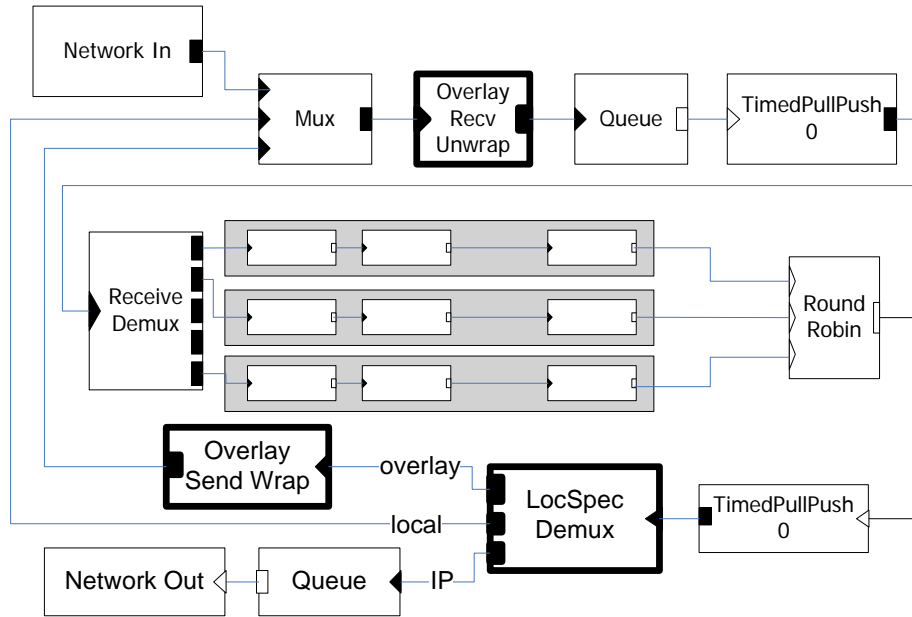 Network In
Mux
Overlay
Recv
Unwrap
Queue
TimedPullPush
0
Receive
Demux
Round
Robin
Overlay
Send Wrap
overlay
local
IP
LocSpec
Demux
TimedPullPush
0
Network Out
Queue